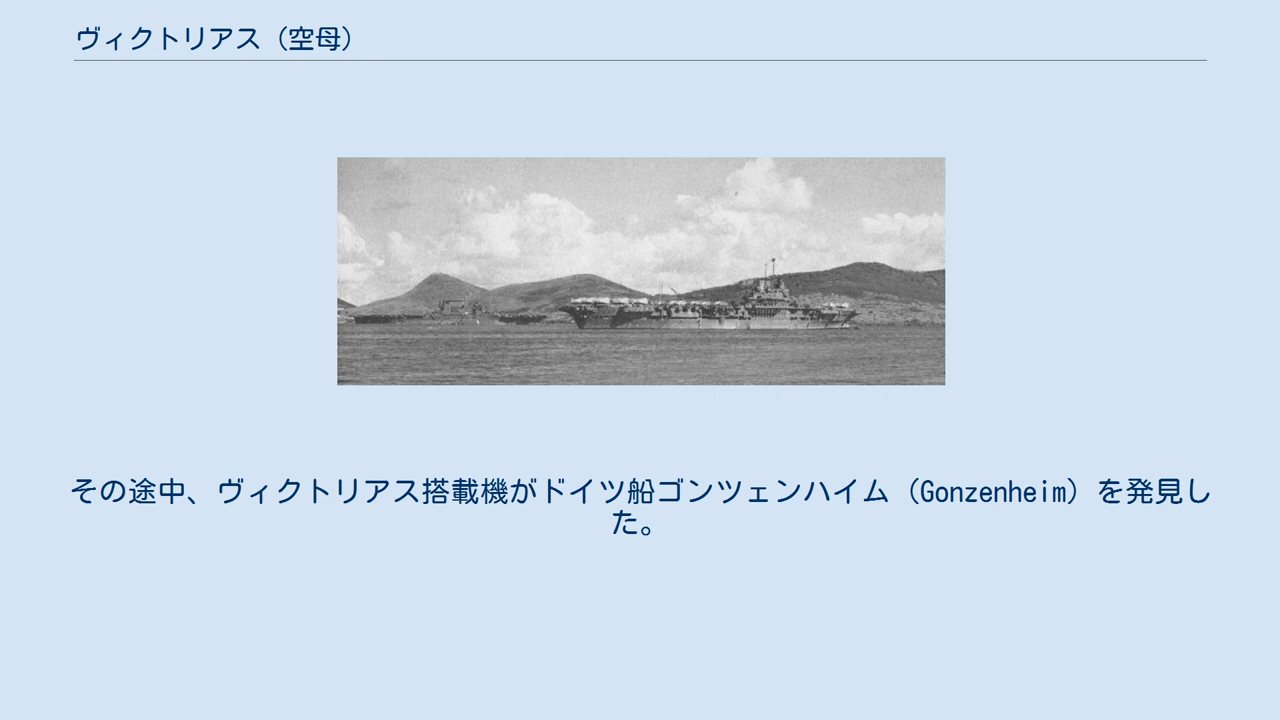 ヴィクトリアス（空母）
その途中、ヴィクトリアス搭載機がドイツ船ゴンツェンハイム（Gonzenheim）を発見し
た。